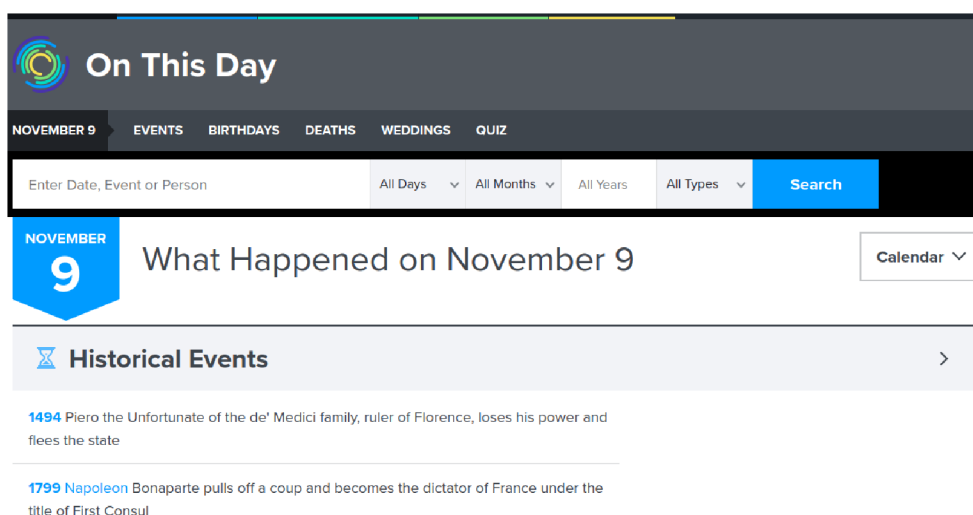 On This Day
NOVEMBER 9 EVENTS BIRTHDAYS DEATHS WEDDINGS QUIZ
Enter Date, Event or Person All Days All Months All Years All Types Search
NOVEMBER
9
What Happened on November 9
Calendar
Historical Events
1494 Piero the Unfortunate of the de' Medici family, ruler of Florence, loses his power and
flees the state
1799 Napoleon Bonaparte pulls off a coup and becomes the dictator of France under the
title of First Consul